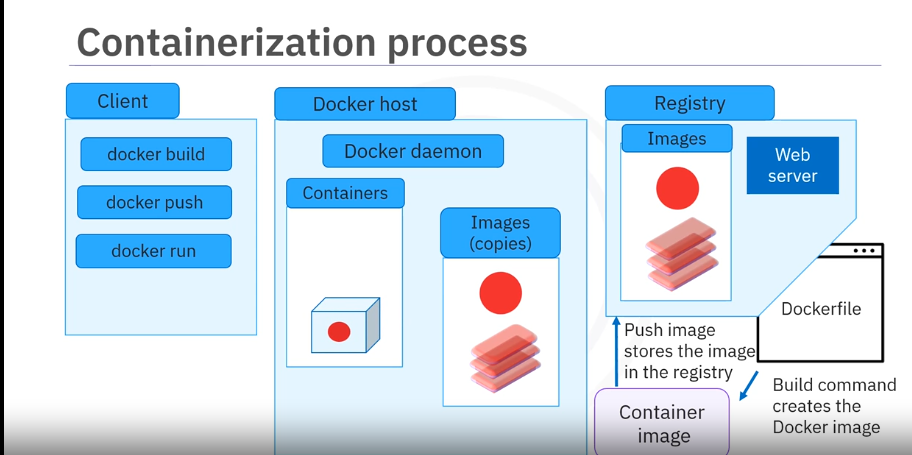 Containerization process
Client
docker build
docker push
docker run
Docker host
Docker daemon
Containers
Images
(copies)
Registry
Images
Web
server
Dockerfile
Push image
stores the image
in the registry
Container
image
Build command
creates the
Docker image